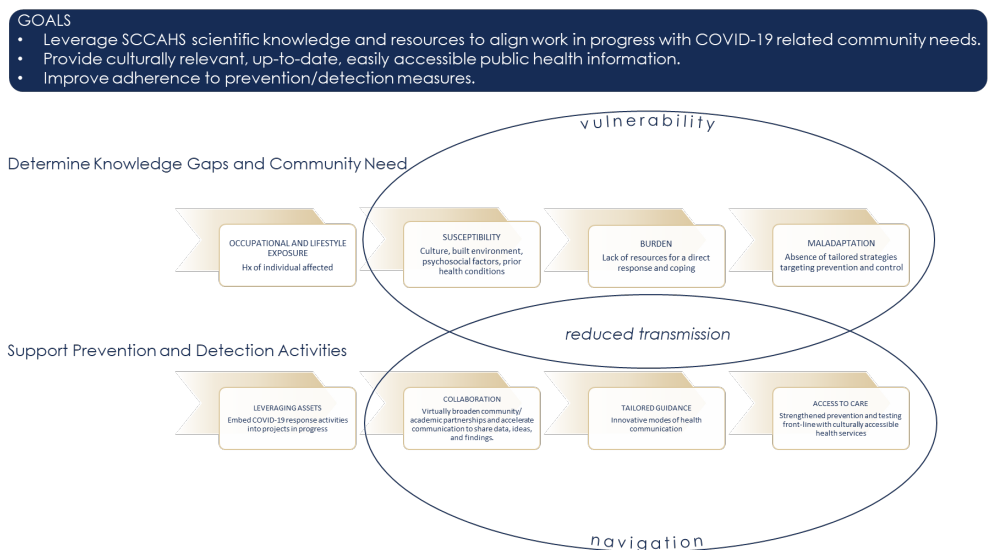 GOALS
• Leverage SCCAHS scientific knowledge and resources to align work in progress with COVID-19 related community needs.
• Provide culturally relevant, up-to-date, easily accessible public health information.
• Improve adherence to prevention/detection measures.
vulnerability
Determine Knowledge Gaps and Community Need
OCCUPATIONAL AND LIFESTYLE
EXPOSURE
Hx of individual affected
SUSCEPTIBILITY
Culture, built environment,
psychosocial factors, prior
health conditions
BURDEN
Lack of resources for a direct
response and coping
MALADAPTATION
Absence of tailored strategies
targeting prevention and control
reduced transmission
Support Prevention and Detection Activities
LEVERAGING ASSETS
Embed COVID-19 response activities
into projects in progress
COLLABORATION
Virtually broaden community/
academic partnerships and accelerate
communication to share data, ideas,
and findings.
TAILORED GUIDANCE
Innovative modes of health
communication
ACCESS TO CARE
Strengthened prevention and testing
front-line with culturally accessible
health services
navigation